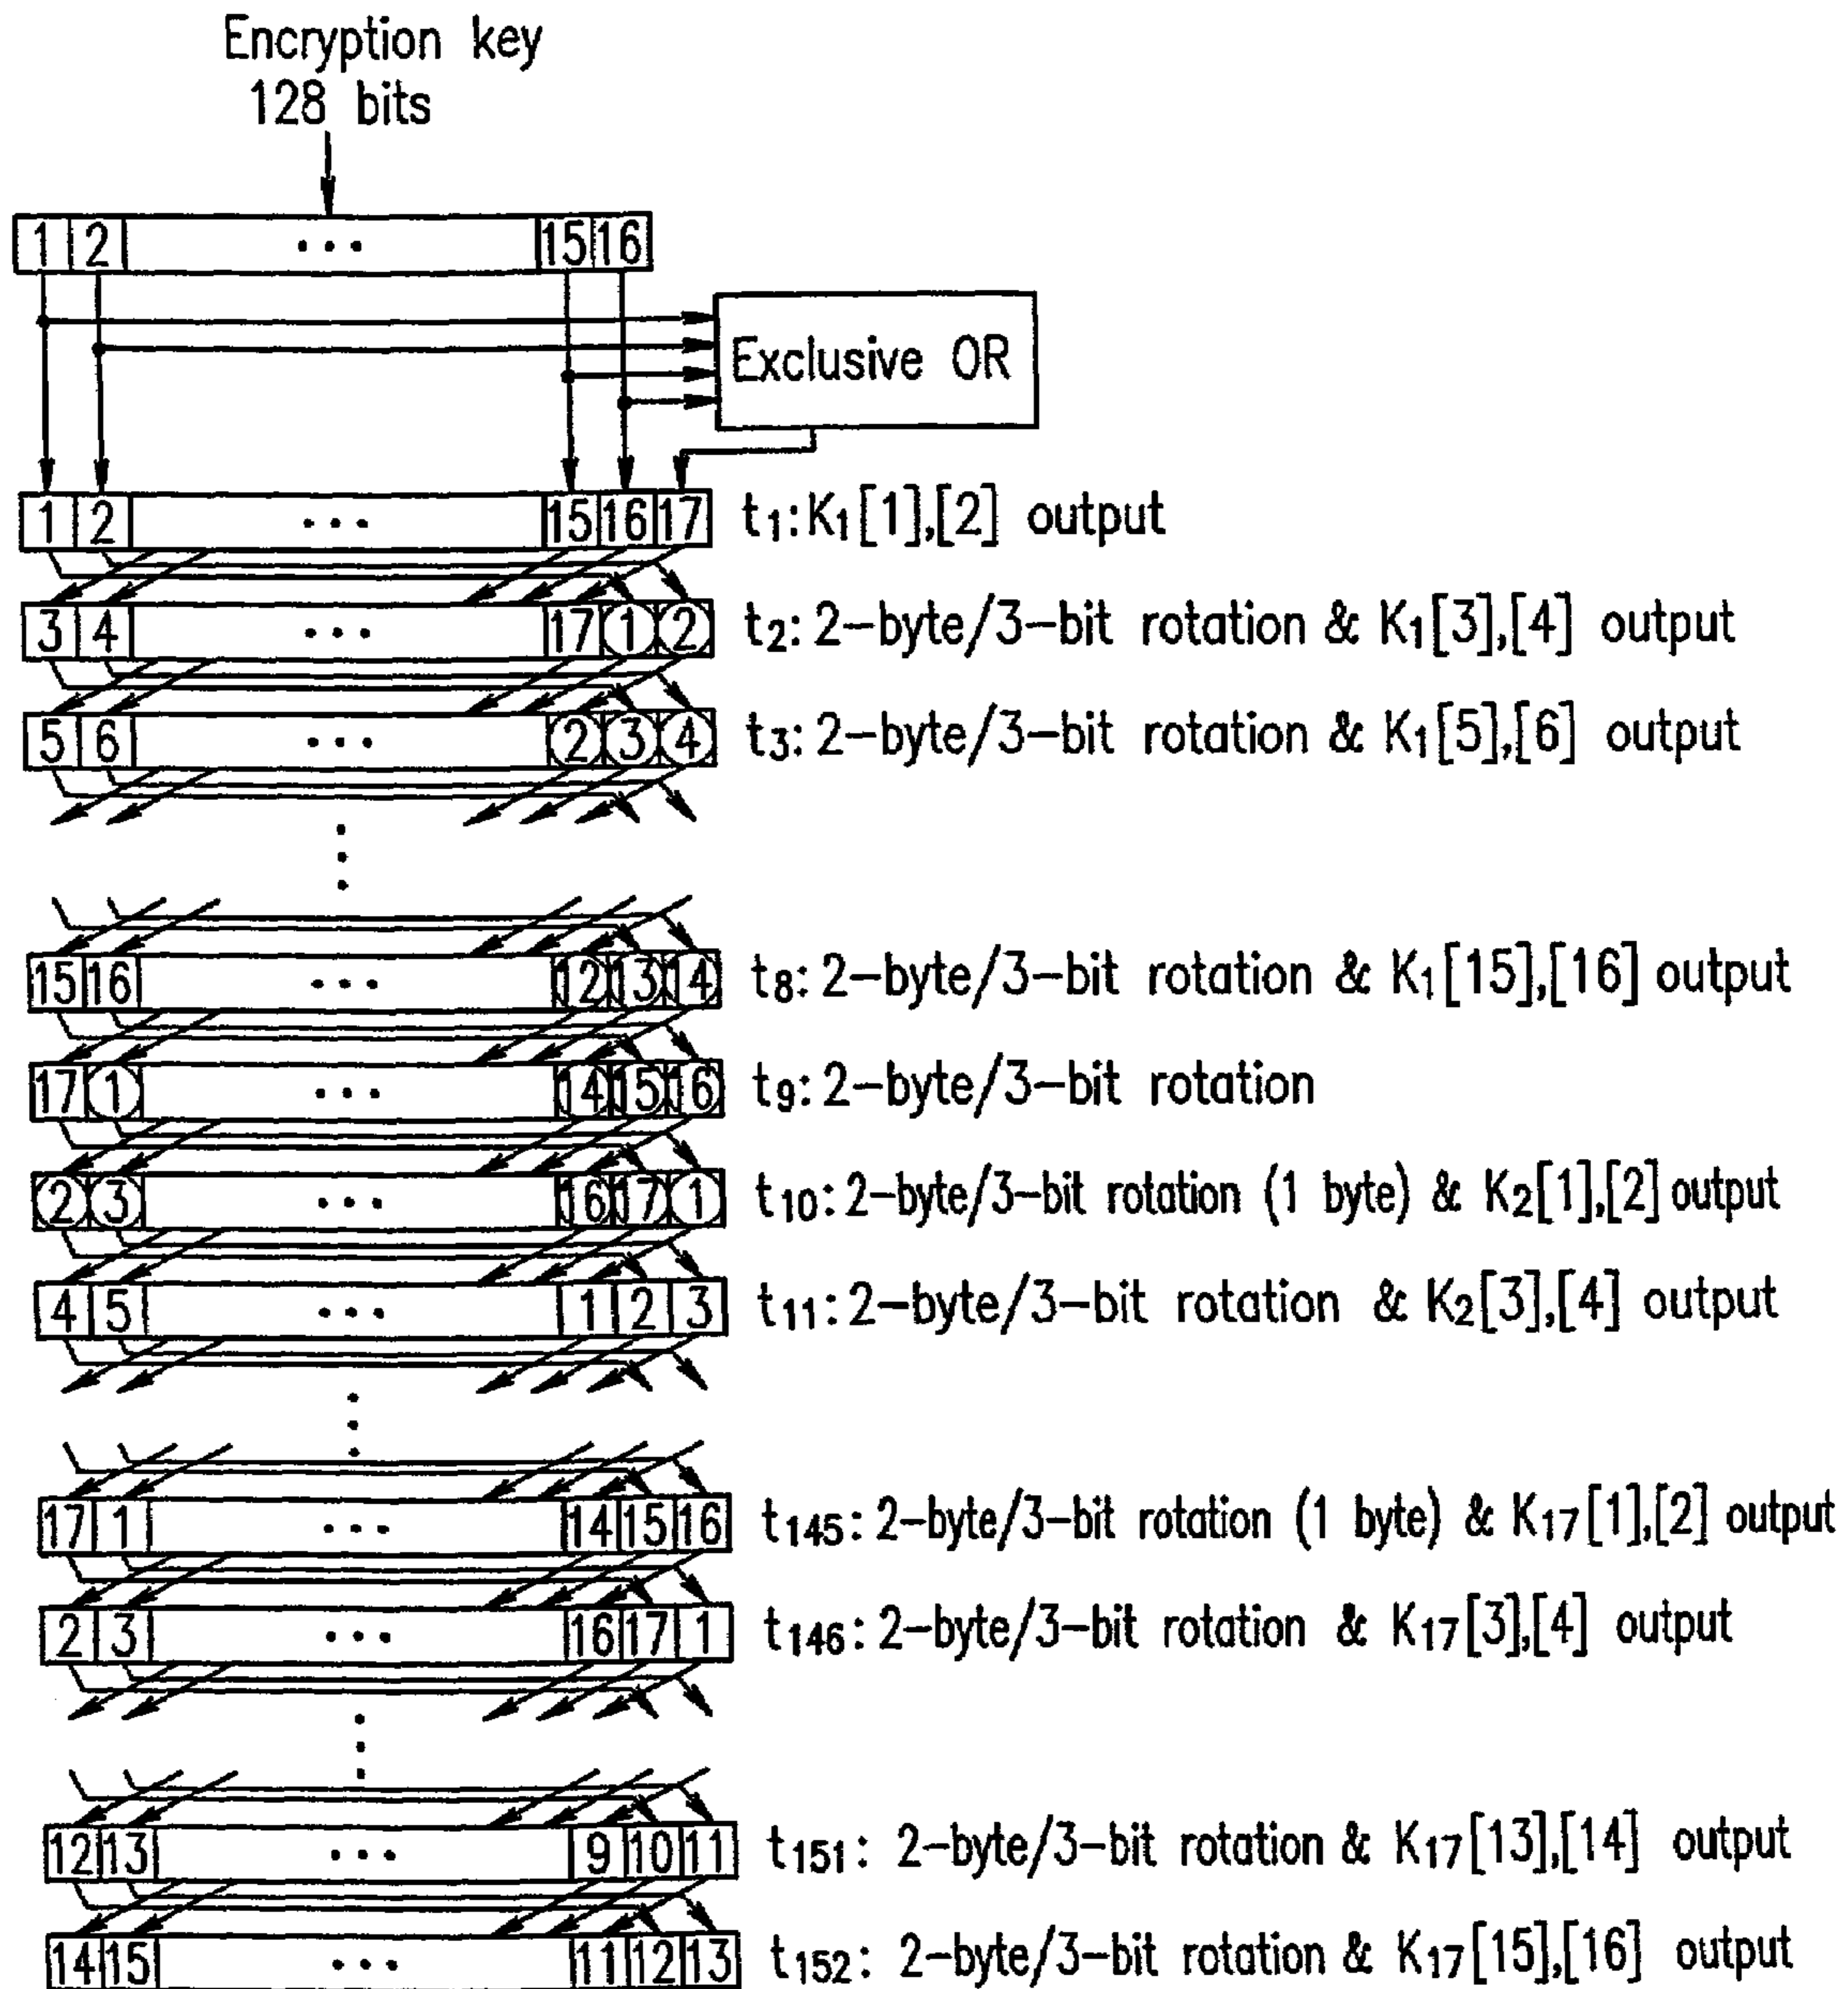 Encryption key
128 bits
1 2 ... 15 16
Exclusive OR
1 2 ... 15 16 17 t1:K1[1],[2] output
3 4 ... 17 1 2 t2: 2-byte/3-bit rotation & K1[3],[4] output
5 6 ... 2 3 4 t3: 2-byte/3-bit rotation & K1[5],[6] output
15 16 ... 12 13 14 t8: 2-byte/3-bit rotation & K1[15],[16] output
17 1 ... 14 15 16 t9: 2-byte/3-bit rotation
2 3 ... 16 17 1 t10: 2-byte/3-bit rotation (1 byte) & K2[1],[2] output
4 5 ... 1 2 3 t11: 2-byte/3-bit rotation & K2[3],[4] output
17 1 ... 14 15 16 t145: 2-byte/3-bit rotation (1 byte) & K17[1],[2] output
2 3 ... 16 17 1 t146: 2-byte/3-bit rotation & K17[3],[4] output
12 13 ... 9 10 11 t151: 2-byte/3-bit rotation & K17[13],[14] output
14 15 ... 11 12 13 t152: 2-byte/3-bit rotation & K17[15],[16] output